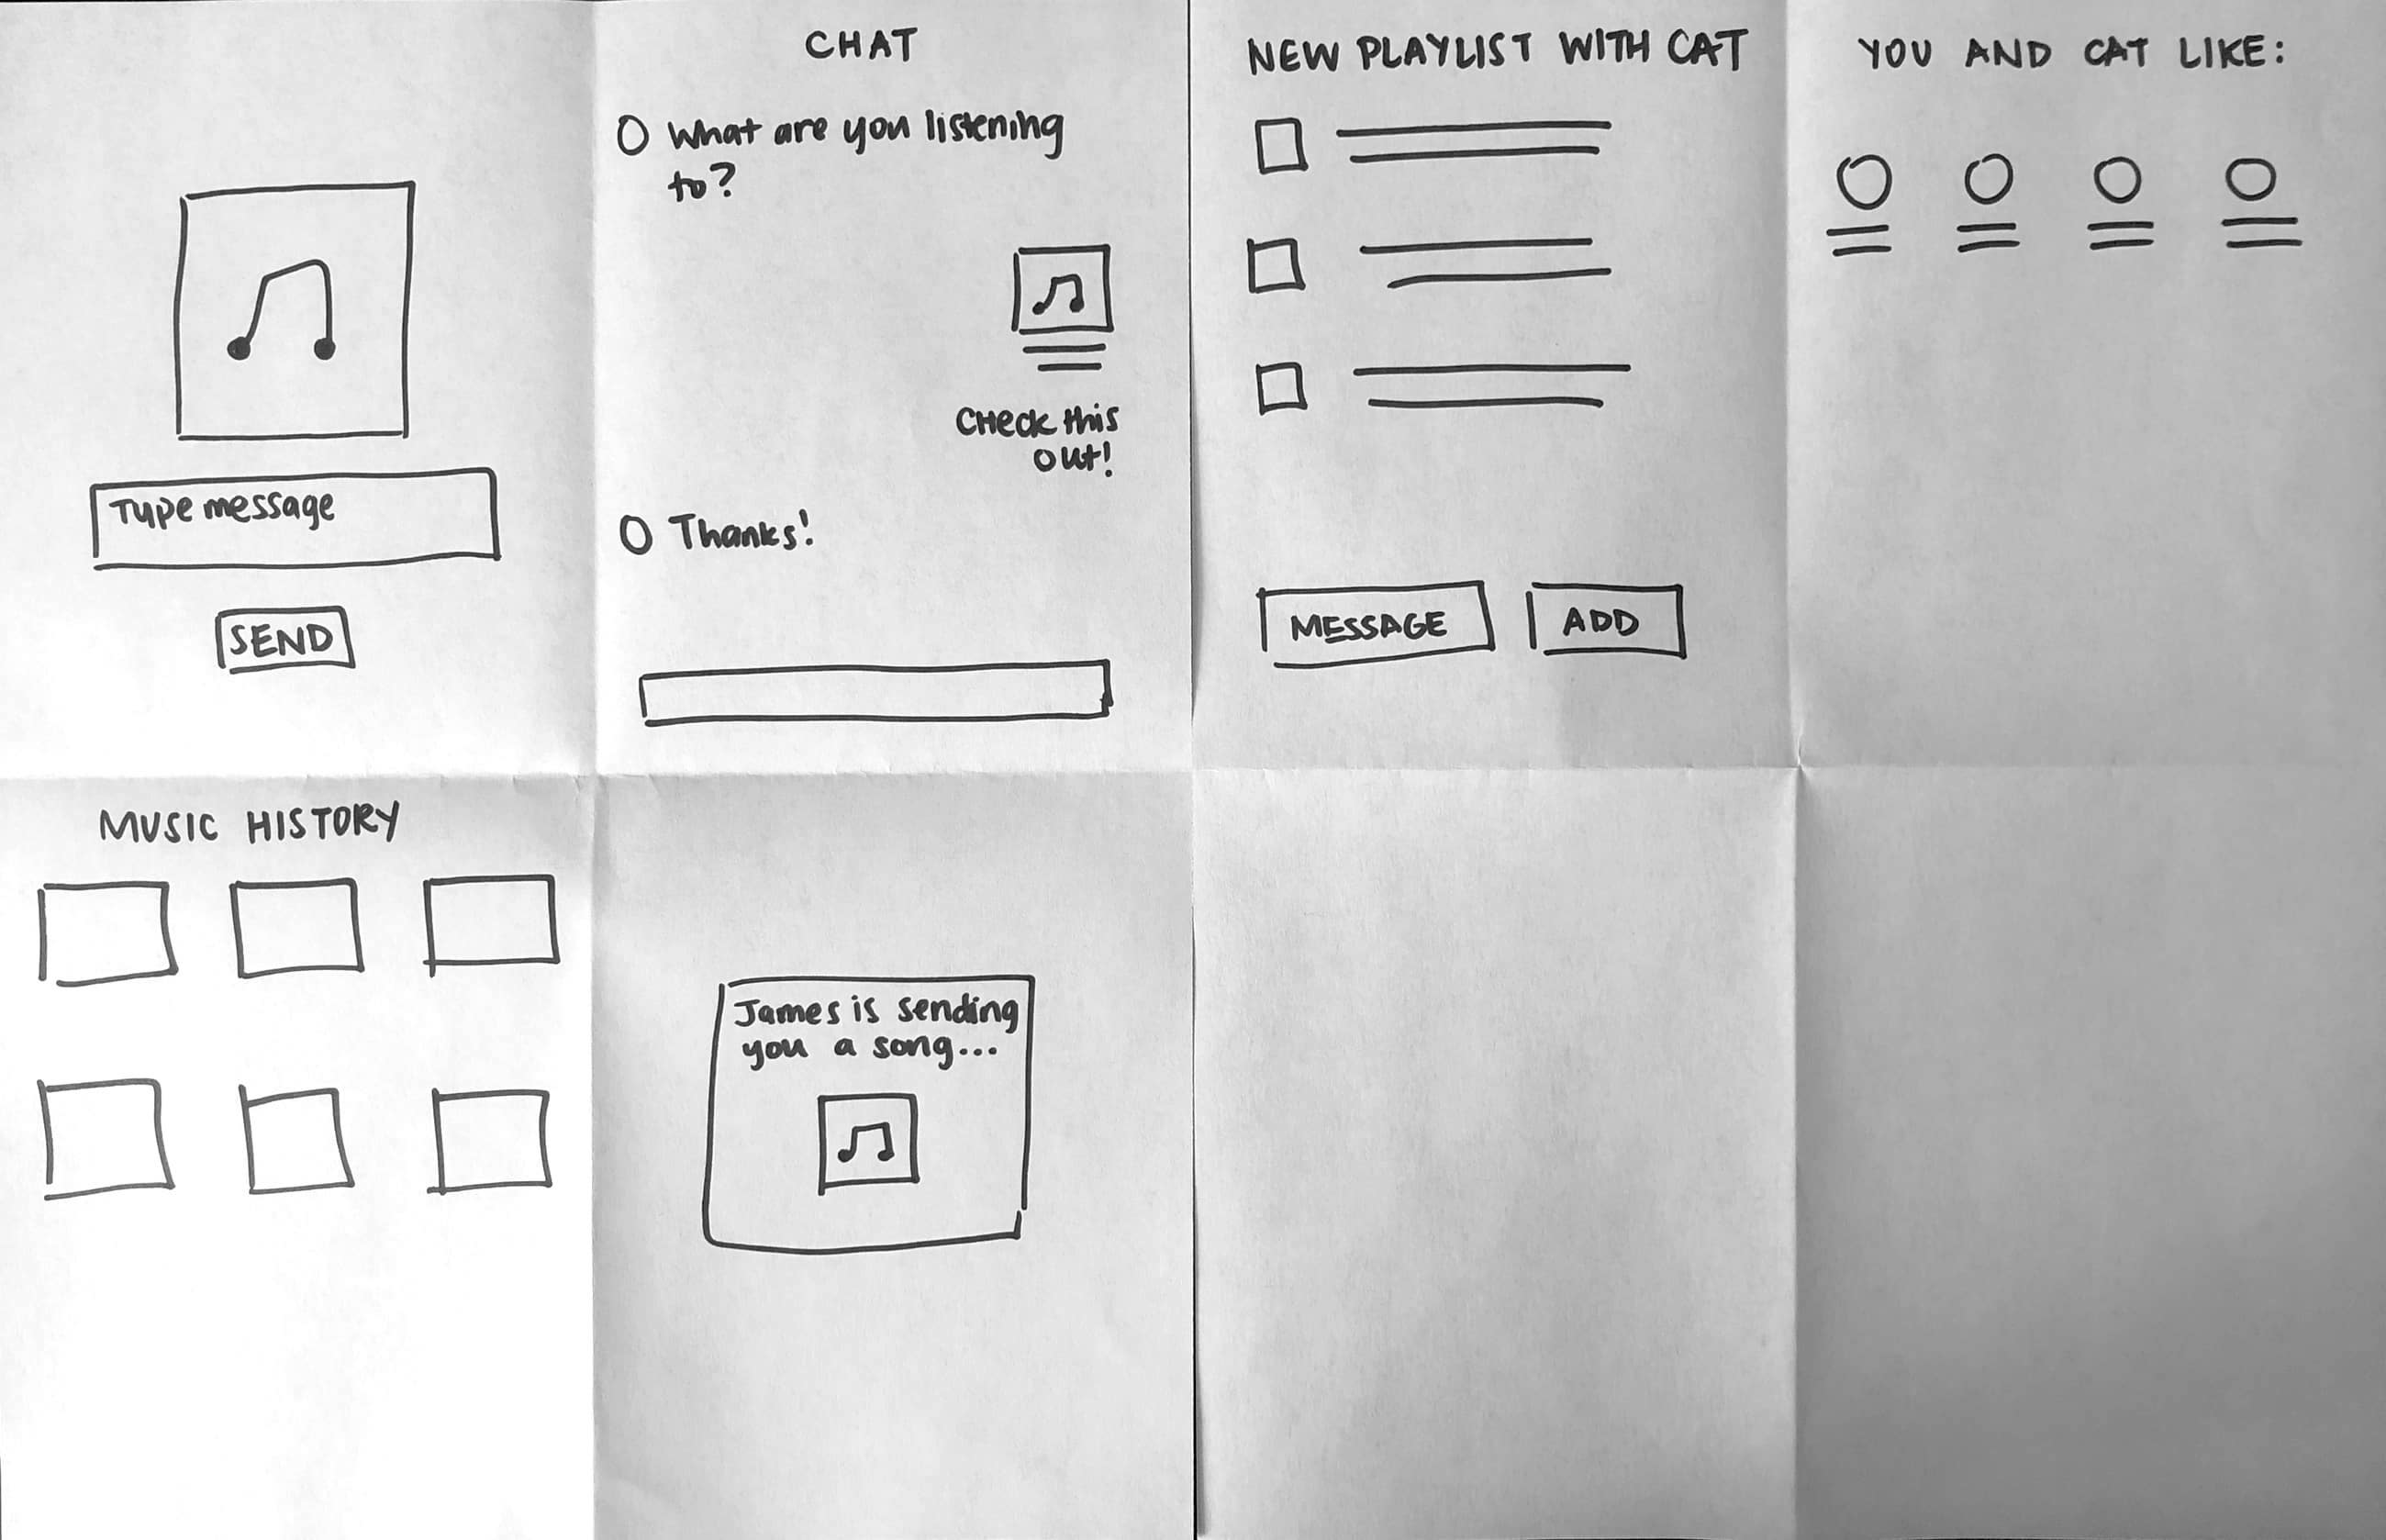 Type message
SEND
CHAT
What are you listening
to?
CHeck this
out!
Thanks!
NEW PLAYLIST WITH CAT
MESSAGE
ADD
YOU AND CAT LIKE:
MUSIC HISTORY
James is sending
you a song...